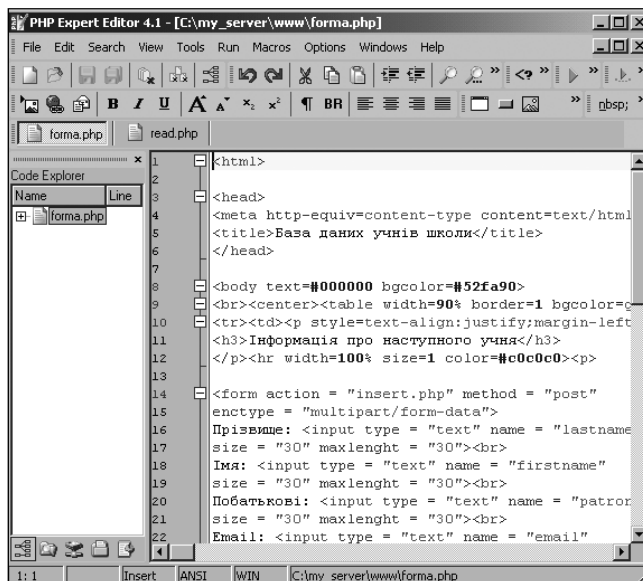 PHP Expert Editor 4.1 - [C:\my_server\www\forma.php]
File Edit Search View Tools Run Macros Options Windows Help
<? » » 
B I U A A x₂ x² ¶ BR » nbsp; »
forma.php read.php
Code Explorer
Name Line
forma.php
1 <html>
2
3 <head>
4 <meta http-equiv=content-type content=text/html
5 <title>База даних учнів школи</title>
6 </head>
7
8 <body text=#000000 bgcolor=#52fa90>
9 <br><center><table width=90% border=1 bgcolor=
10 <tr><td><p style=text-align:justify;margin-left
11 <h3>Інформація про наступного учня</h3>
12 </p><hr width=100% size=1 color=#c0c0c0><p>
13
14 <form action = "insert.php" method = "post"
15 enctype = "multipart/form-data">
16 Прізвище: <input type = "text" name = "lastname
17 size = "30" maxlenght = "30"><br>
18 Імя: <input type = "text" name = "firstname"
19 size = "30" maxlenght = "30"><br>
20 Побатькові: <input type = "text" name = "patron
21 size = "30" maxlenght = "30"><br>
22 Email: <input type = "text" name = "email"
1: 1 Insert ANSI WIN C:\my_server\www\forma.php